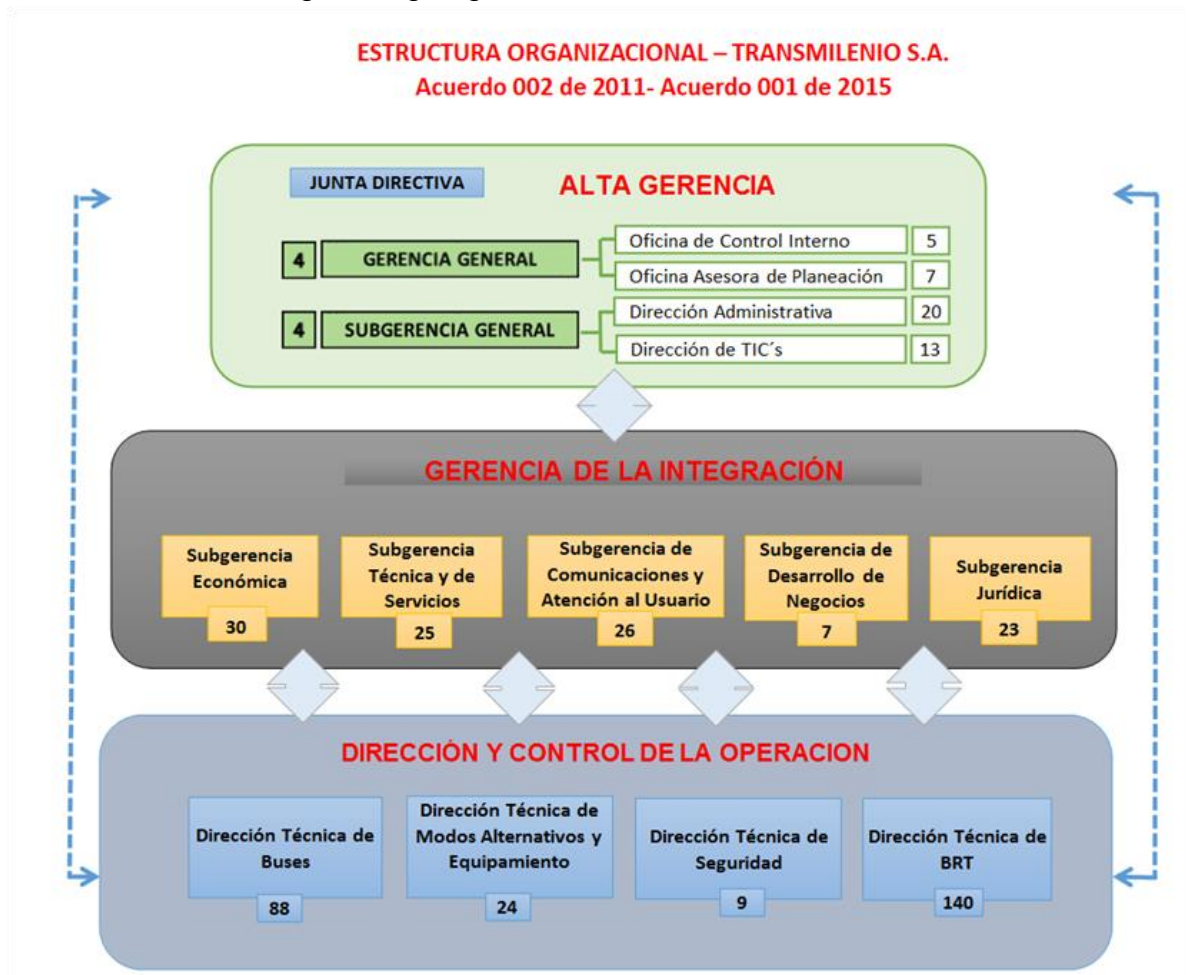 ESTRUCTURA ORGANIZACIONAL – TRANSMILENIO S.A.
Acuerdo 002 de 2011- Acuerdo 001 de 2015
JUNTA DIRECTIVA
ALTA GERENCIA
4
GERENCIA GENERAL
Oficina de Control Interno
5
Oficina Asesora de Planeación
7
4
SUBGERENCIA GENERAL
Dirección Administrativa
20
Dirección de TIC´s
13
GERENCIA DE LA INTEGRACIÓN
Subgerencia
Económica
30
Subgerencia
Técnica y de
Servicios
25
Subgerencia de
Comunicaciones y
Atención al Usuario
26
Subgerencia de
Desarrollo de
Negocios
7
Subgerencia
Jurídica
23
DIRECCIÓN Y CONTROL DE LA OPERACION
Dirección Técnica de
Buses
88
Dirección Técnica de
Modos Alternativos y
Equipamiento
24
Dirección Técnica de
Seguridad
9
Dirección Técnica de
BRT
140